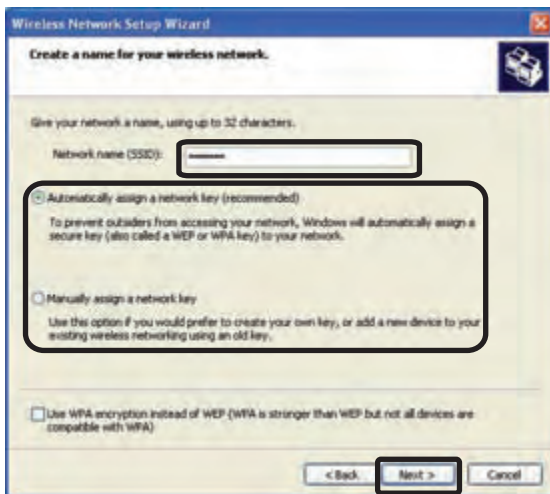 Wireless Network Setup Wizard
Create a name for your wireless network.
Give your network a name, using up to 32 characters.
Network name (SSID):
Automatically assign a network key (recommended)
To prevent outsiders from accessing your network, Windows will automatically assign a
secure key (also called a WEP or WPA key) to your network.
Manually assign a network key
Use this option if you would prefer to create your own key, or add a new device to your
existing wireless networking using an old key.
Use WPA encryption instead of WEP (WPA is stronger than WEP but not all devices are
compatible with WPA)
< Back Next > Cancel